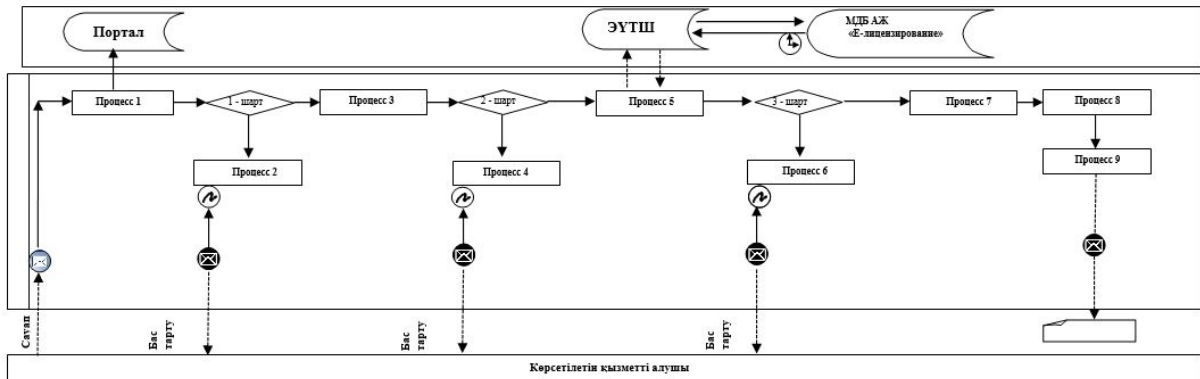 Портал
ЭҮТШ
МДБ АЖ
«Е-лицензирование»
Процесс 1
1 - шарт
Процесс 3
2 - шарт
Процесс 5
3 - шарт
Процесс 7
Процесс 8
Процесс 2
Процесс 4
Процесс 6
Процесс 9
Сауап
Бас
тарту
Бас
тарту
Бас
тарту
Көрсетілетін қызметті алушы